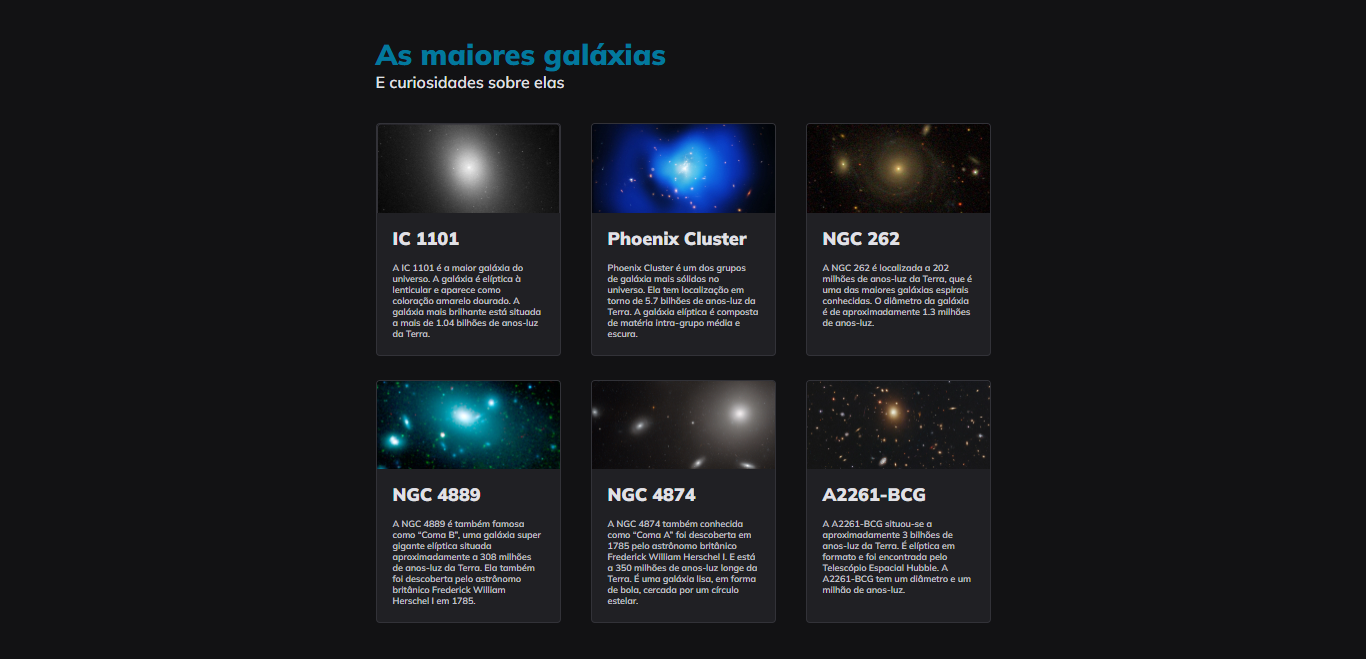 As maiores galáxias
E curiosidades sobre elas
IC 1101
A IC 1101 é a maior galáxia do
universo. A galáxia é elíptica à
lenticular e aparece como
coloração amarelo dourado. A
galáxia mais brilhante está situada
a mais de 1.04 bilhões de anos-luz
da Terra.
Phoenix Cluster
Phoenix Cluster é um dos grupos
de galáxia mais sólidos no
universo. Ela tem localização em
torno de 5.7 bilhões de anos-luz da
Terra. A galáxia elíptica é composta
de matéria intra-grupo média e
escura.
NGC 262
A NGC 262 é localizada a 202
milhões de anos-luz da Terra, que é
uma das maiores galáxias espirais
conhecidas. O diâmetro da galáxia
é de aproximadamente 1.3 milhões
de anos-luz.
NGC 4889
A NGC 4889 é também famosa
como “Coma B”, uma galáxia super
gigante elíptica situada
aproximadamente a 308 milhões
de anos-luz da Terra. Ela também
foi descoberta pelo astrônomo
britânico Frederick William
Herschel I em 1785.
NGC 4874
A NGC 4874 também conhecida
como “Coma A” foi descoberta em
1785 pelo astrônomo britânico
Frederick William Herschel I. E está
a 350 milhões de anos-luz longe da
Terra. É uma galáxia lisa, em forma
de bola, cercada por um círculo
estelar.
A2261-BCG
A A2261-BCG situou-se a
aproximadamente 3 bilhões de
anos-luz da Terra. É elíptica em
formato e foi encontrada pelo
Telescópio Espacial Hubble. A
A2261-BCG tem um diâmetro e um
milhão de anos-luz.